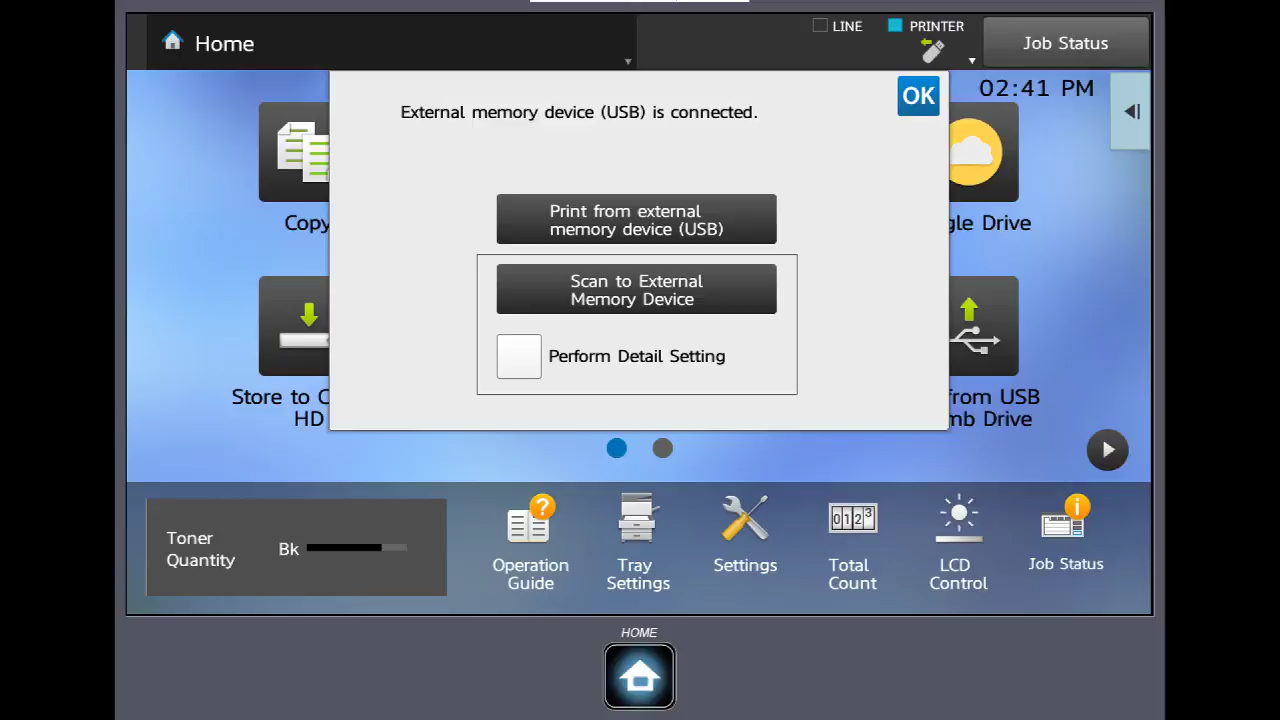 Home
LINE
PRINTER
Job Status
02:41 PM
External memory device (USB) is connected.
OK
Print from external
memory device (USB)
Scan to External
Memory Device
Perform Detail Setting
Copy
gle Drive
Store to
HD
from USB
mb Drive
Toner
Quantity
Bk
?
Operation
Guide
Tray
Settings
Settings
0123
Total
Count
LCD
Control
i
Job Status
HOME